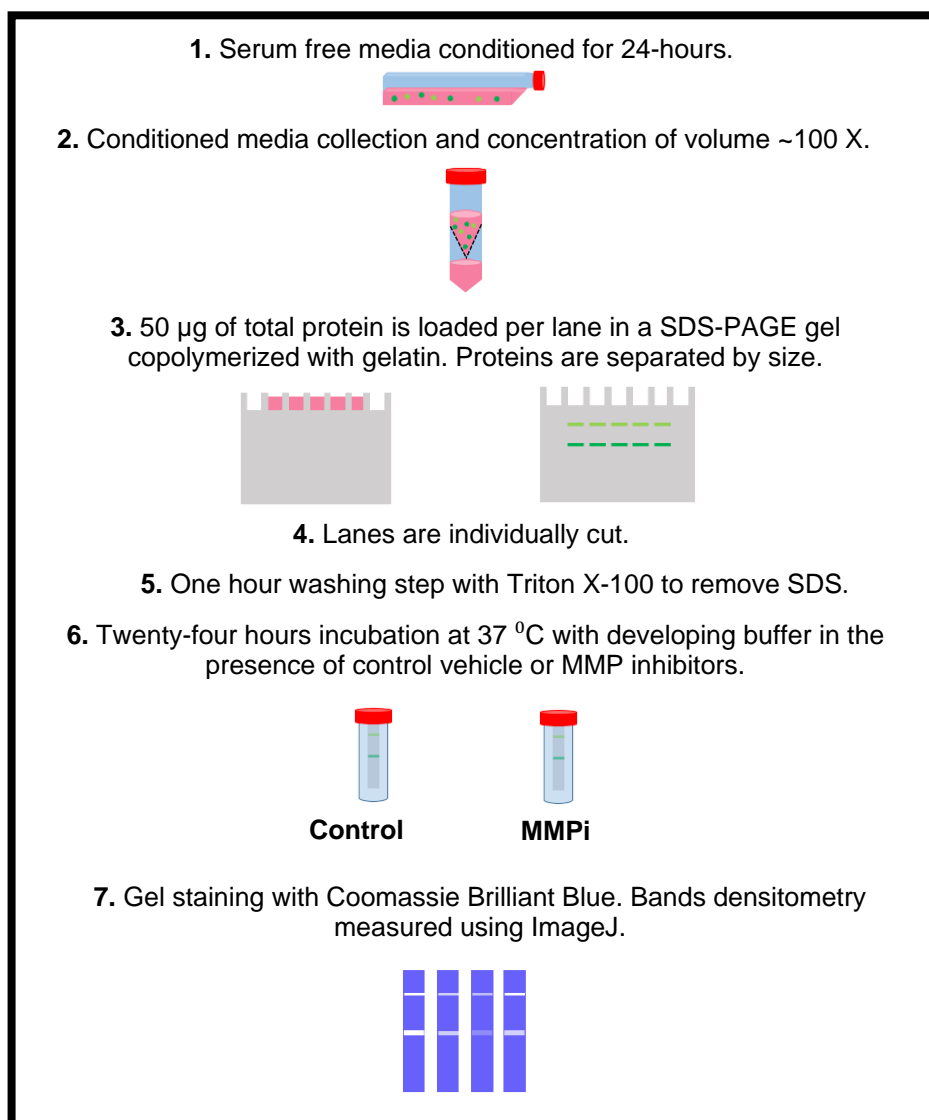 1. Serum free media conditioned for 24-hours.
2. Conditioned media collection and concentration of volume ~100 X.
3. 50 µg of total protein is loaded per lane in a SDS-PAGE gel
copolymerized with gelatin. Proteins are separated by size.
4. Lanes are individually cut.
5. One hour washing step with Triton X-100 to remove SDS.
6. Twenty-four hours incubation at 37 ⁰C with developing buffer in the
presence of control vehicle or MMP inhibitors.
Control MMPi
7. Gel staining with Coomassie Brilliant Blue. Bands densitometry
measured using ImageJ.